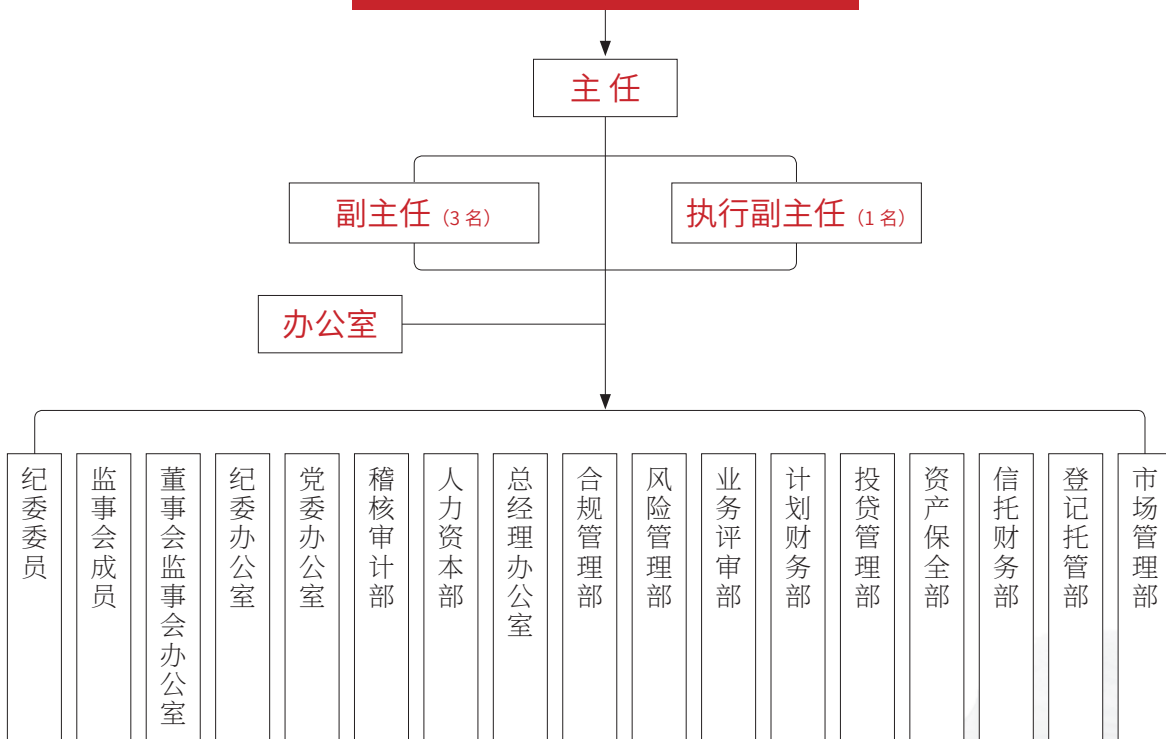 主 任
副主任（3 名）
执行副主任（1 名）
办公室
纪委委员
监事会成员
董事会监事会办公室
纪委办公室
党委办公室
稽核审计部
人力资本部
总经理办公室
合规管理部
风险管理部
业务评审部
计划财务部
投贷管理部
资产保全部
信托财务部
登记托管部
市场管理部